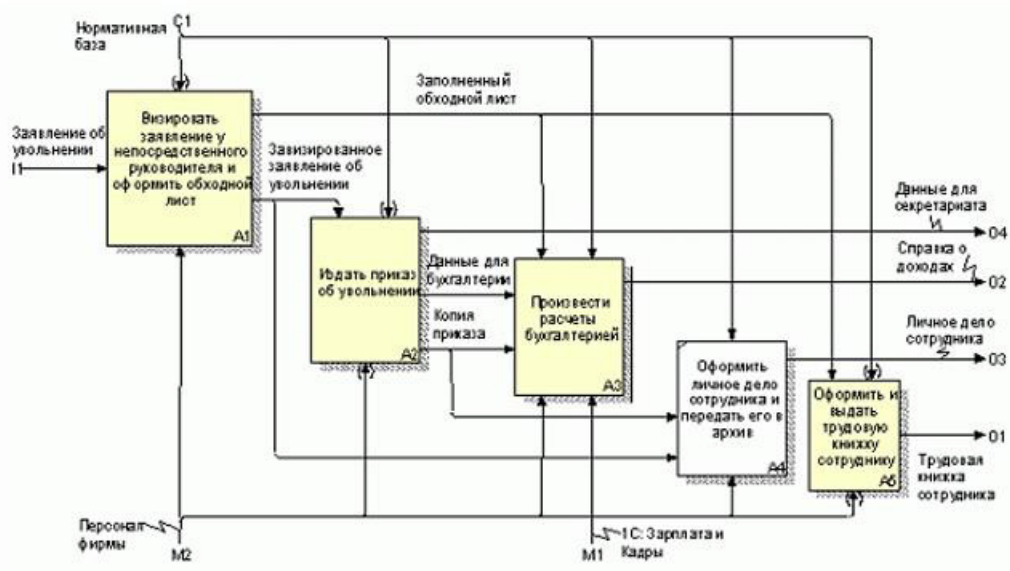 Нормативная
база
C1
Заполненный
обходной лист
Визировать
заявление у
непосредственного
руководителя и
оформить обходной
лист
A1
Заявление об
увольнении
I1
Завизированное
заявление об
увольнении
Данные для
секретариата
O4
Издать приказ
об увольнении
A2
Данные для
бухгалтерии
Справка о
доходах
O2
Произвести
расчеты
бухгалтерией
A3
Копия
приказа
Личное дело
сотрудника
O3
Оформить
личное дело
сотрудника и
передать его в
архив
A4
Оформить и
выдать
трудовую
книжку
сотруднику
A5
O1
Трудовая
книжка
сотрудника
Персонал
фирмы
M2
1С: Зарплата и
Кадры
M1